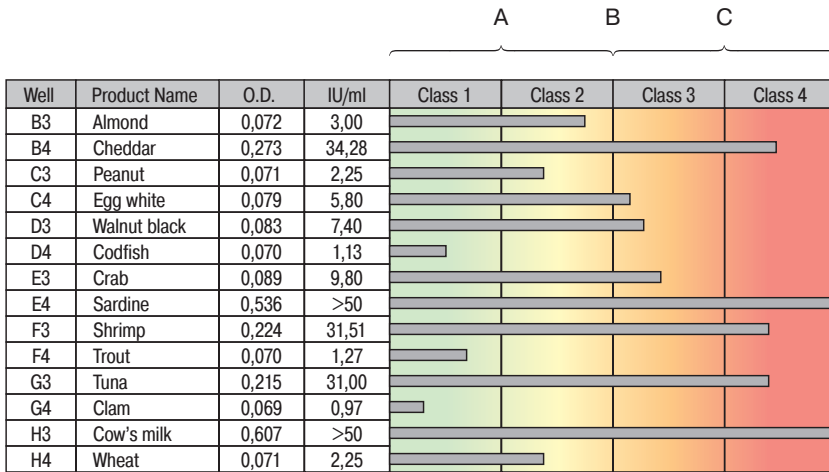 A B C
Well Product Name O.D. IU/ml Class 1 Class 2 Class 3 Class 4
B3 Almond 0,072 3,00
B4 Cheddar 0,273 34,28
C3 Peanut 0,071 2,25
C4 Egg white 0,079 5,80
D3 Walnut black 0,083 7,40
D4 Codfish 0,070 1,13
E3 Crab 0,089 9,80
E4 Sardine 0,536 >50
F3 Shrimp 0,224 31,51
F4 Trout 0,070 1,27
G3 Tuna 0,215 31,00
G4 Clam 0,069 0,97
H3 Cow's milk 0,607 >50
H4 Wheat 0,071 2,25